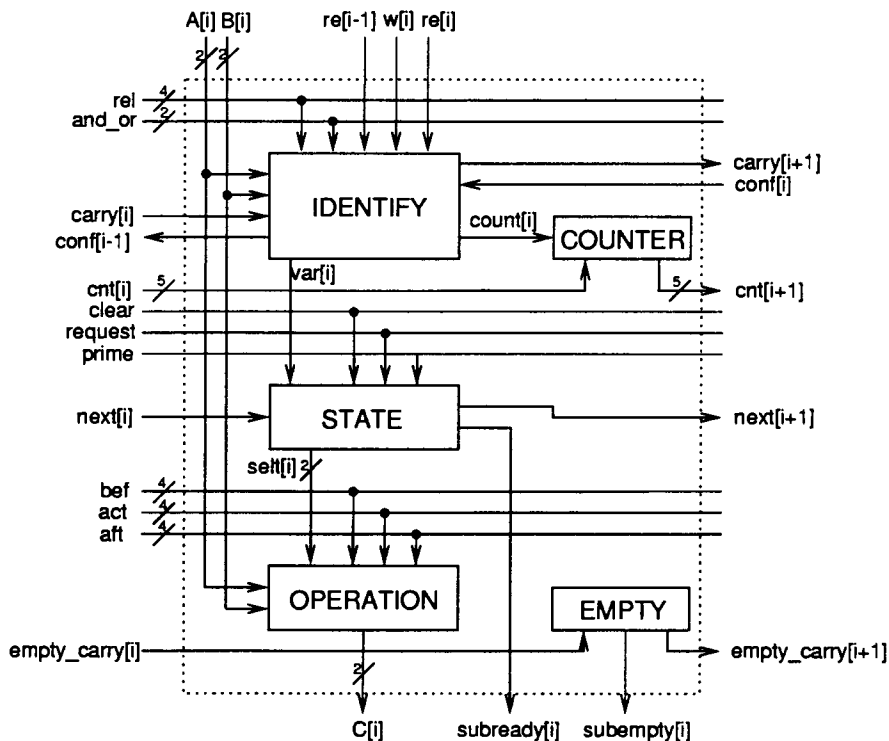 A[i] B[i] re[i-1] w[i] re[i]
2 2
rel 4
and_or 2
carry[i+1]
conf[i]
IDENTIFY
carry[i]
conf[i-1]
count[i]
COUNTER
var[i]
cnt[i] 5
5 cnt[i+1]
clear
request
prime
next[i]
STATE
next[i+1]
selt[i] 2
bef 4
act 4
aft 4
OPERATION
EMPTY
empty_carry[i]
empty_carry[i+1]
2
C[i] subready[i] subempty[i]